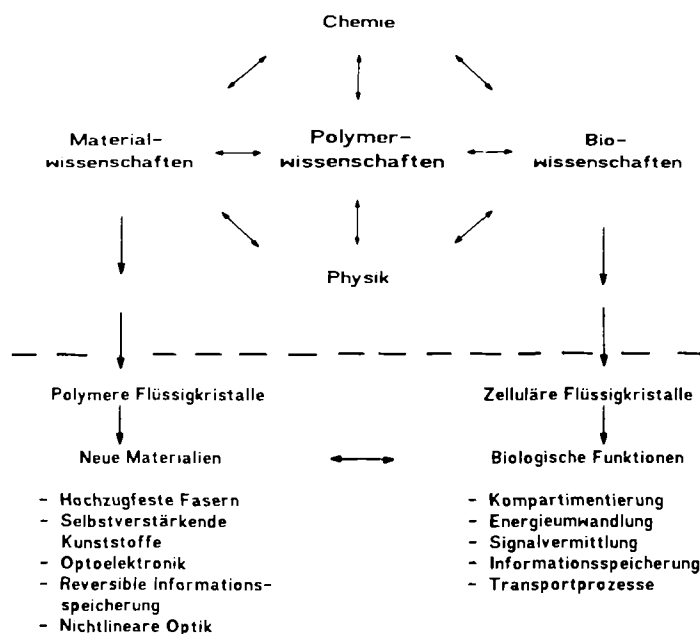 Chemie
Material-
wissenschaften
Polymer-
wissenschaften
Bio-
wissenschaften
Physik
Polymere Flüssigkristalle
Zelluläre Flüssigkristalle
Neue Materialien
Biologische Funktionen
- Hochzugfeste Fasern
- Selbstverstärkende
Kunststoffe
- Optoelektronik
- Reversible Informations-
speicherung
- Nichtlineare Optik
- Kompartimentierung
- Energieumwandlung
- Signalvermittlung
- Informationsspeicherung
- Transportprozesse